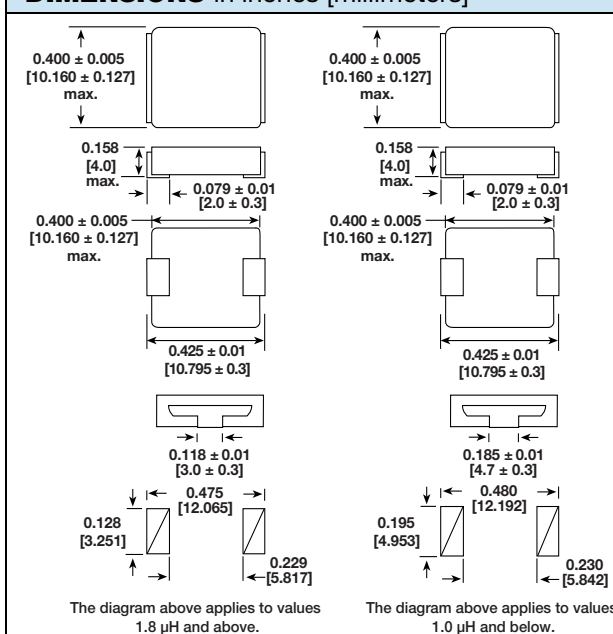 DIMENSIONS in inches [millimeters]
0.400 ± 0.005
[10.160 ± 0.127]
max.
0.158
[4.0]
max.
0.079 ± 0.01
[2.0 ± 0.3]
0.400 ± 0.005
[10.160 ± 0.127]
max.
0.425 ± 0.01
[10.795 ± 0.3]
0.118 ± 0.01
[3.0 ± 0.3]
0.475
[12.065]
0.128
[3.251]
0.229
[5.817]
The diagram above applies to values
1.8 µH and above.
0.400 ± 0.005
[10.160 ± 0.127]
max.
0.158
[4.0]
max.
0.079 ± 0.01
[2.0 ± 0.3]
0.400 ± 0.005
[10.160 ± 0.127]
max.
0.425 ± 0.01
[10.795 ± 0.3]
0.185 ± 0.01
[4.7 ± 0.3]
0.480
[12.192]
0.195
[4.953]
0.230
[5.842]
The diagram above applies to values
1.0 µH and below.